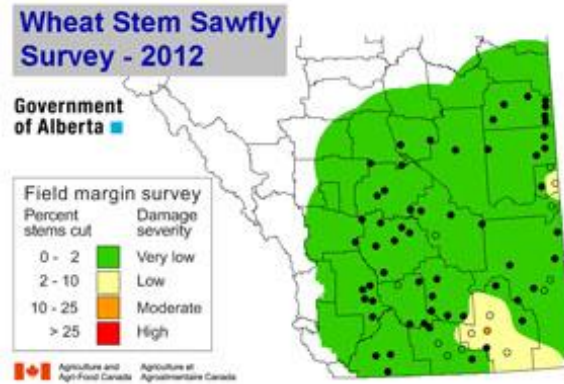 Wheat Stem Sawfly
Survey - 2012
Government
of Alberta
Field margin survey
Percent stems cut
Damage severity
0 - 2 Very low
2 - 10 Low
10 - 25 Moderate
> 25 High
Agriculture and Agri-Food Canada
Agriculture et Agroalimentaire Canada